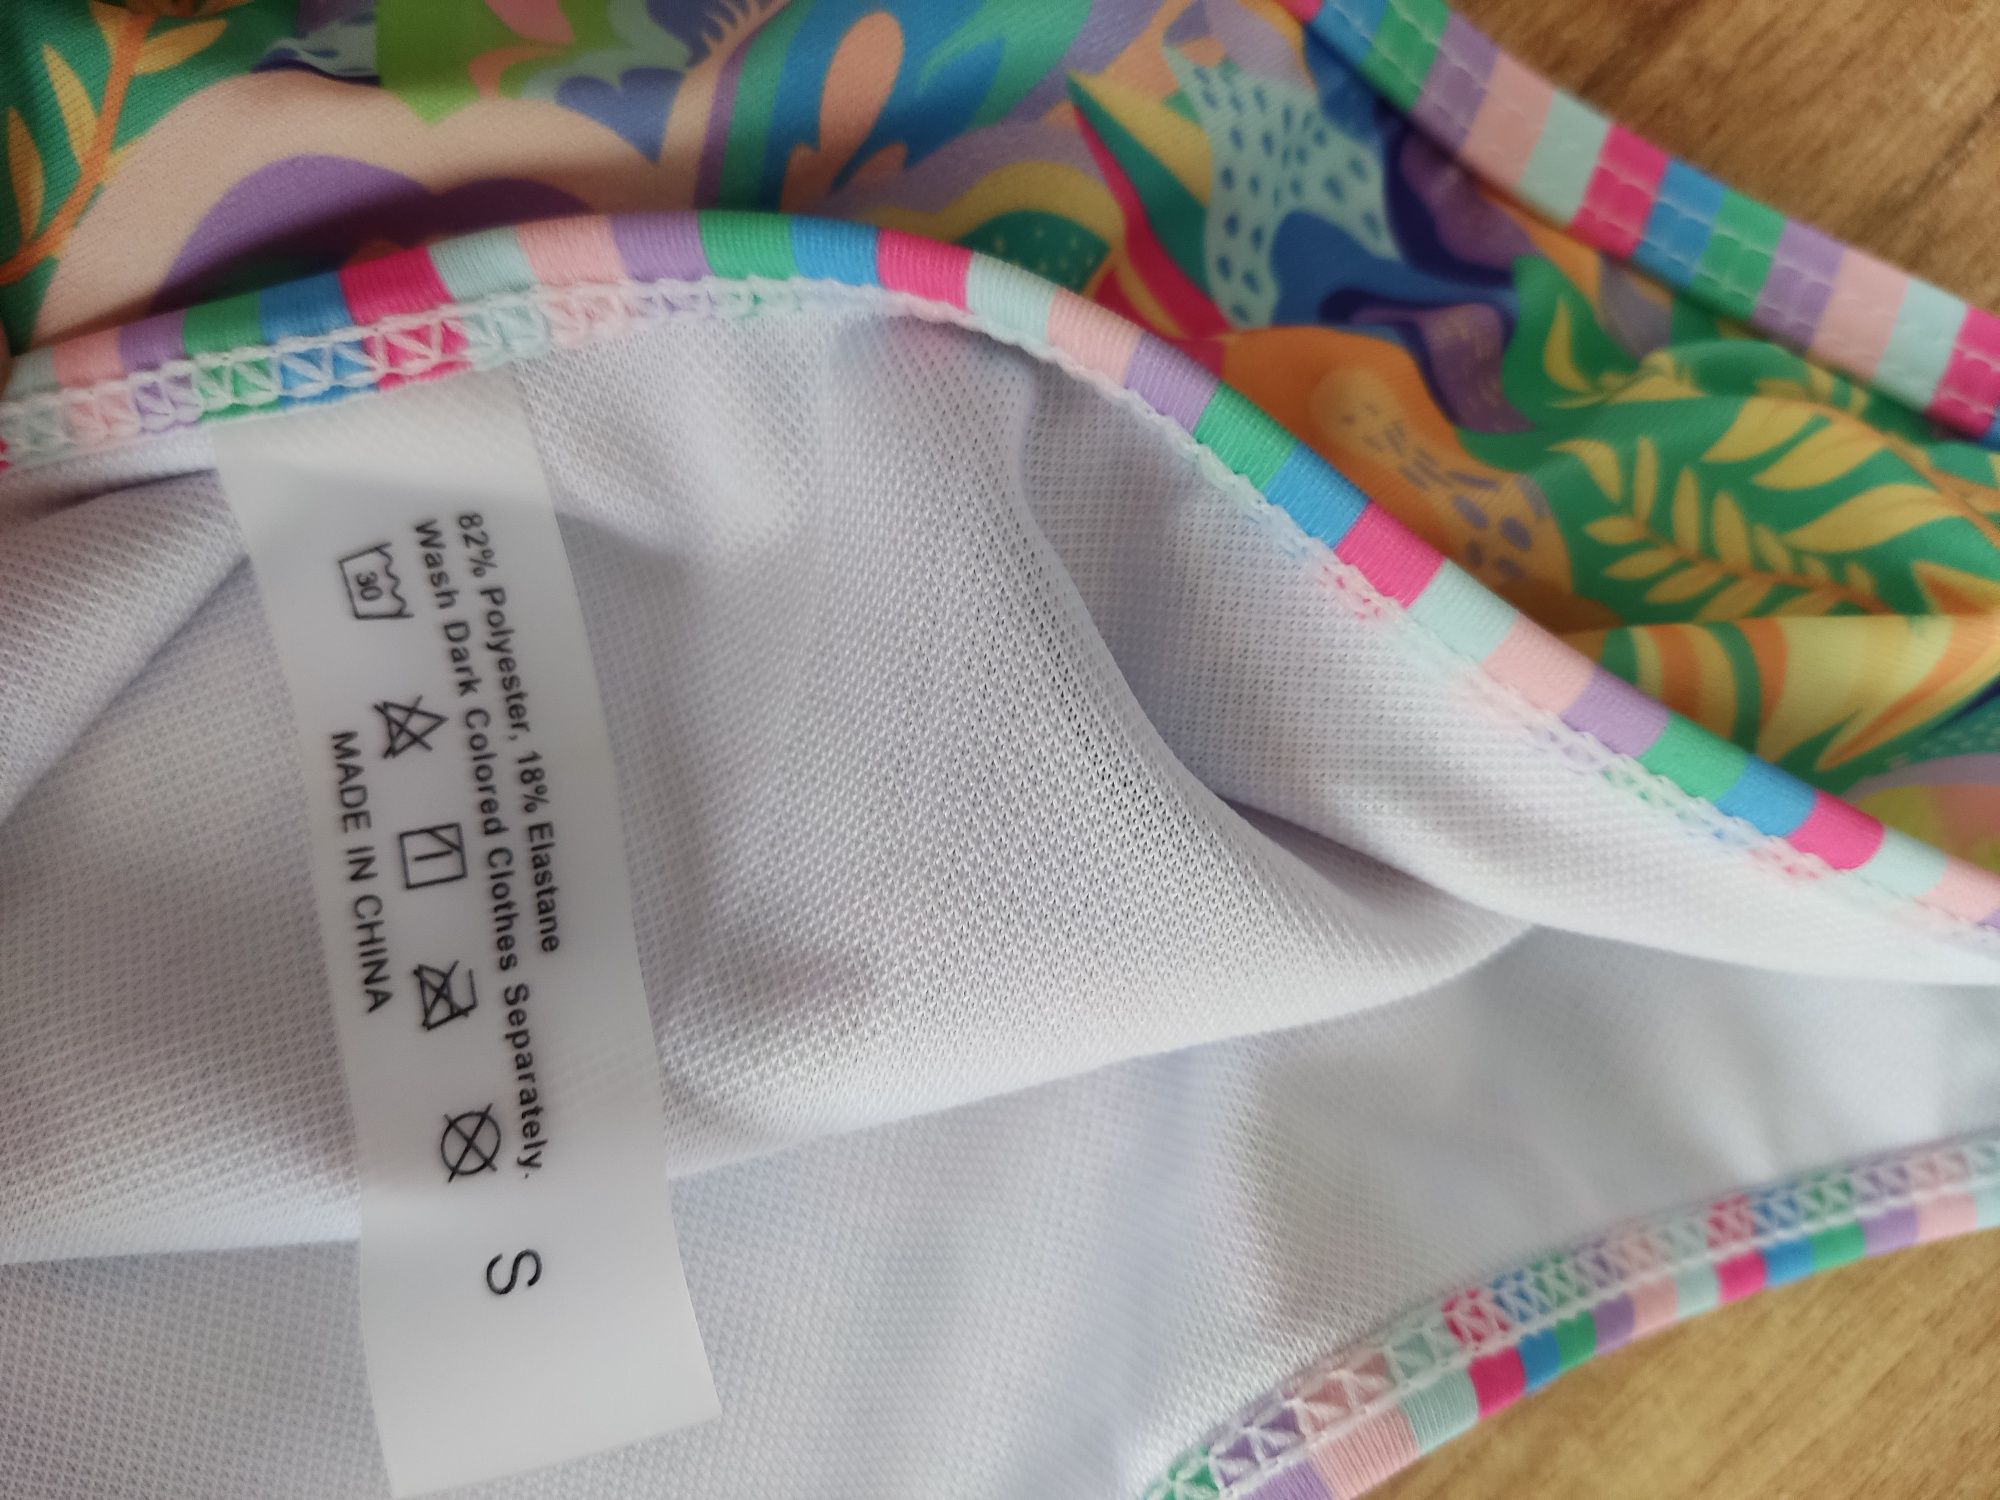 82% Polyester, 18% Elastane
Wash Dark Colored Clothes Separately.
30
MADE IN CHINA
S